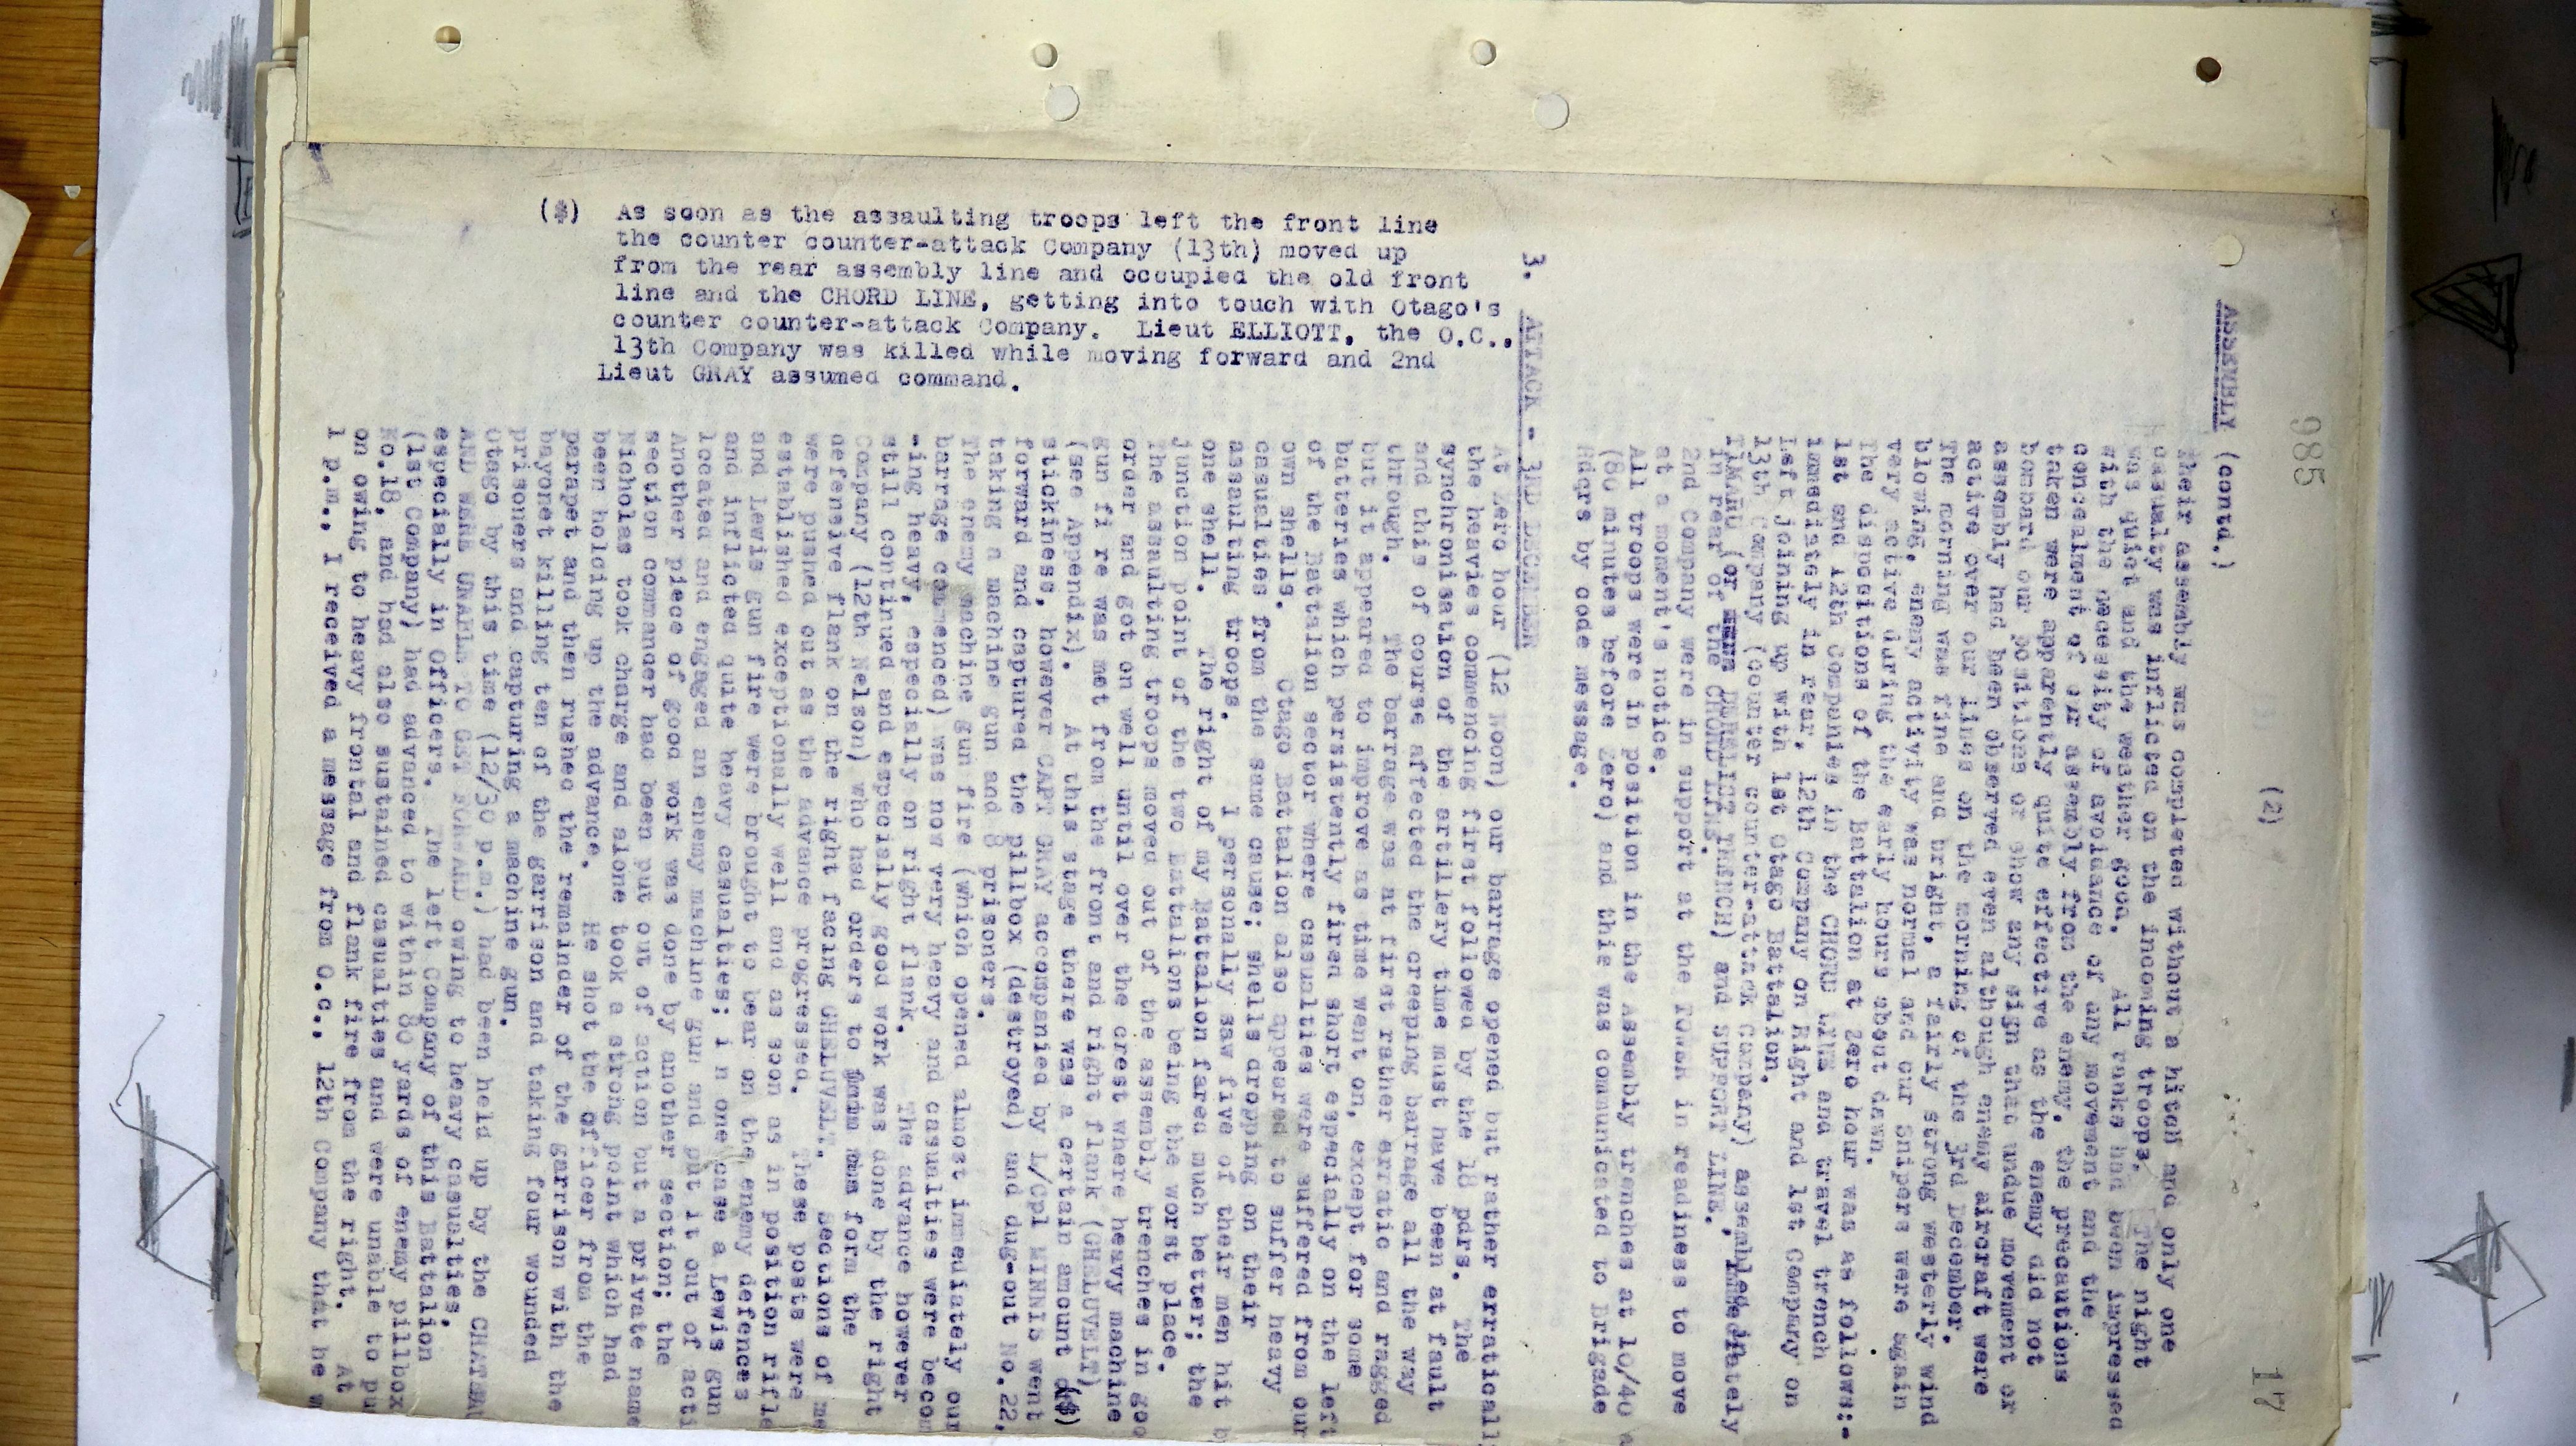 985
(2)
17
ASSEMBLY (contd.)
their assembly was completed without a hitch and only one
casualty was inflicted on the incoming troops. The night
was quiet and the weather good. All ranks had been impressed
with the necessity of avoidance of any movement and the
concealment of our assembly from the enemy. the precautions
taken were apparently quite effective as the enemy did not
bombard our positions or show any sign that undue movement or
assembly had been observed even although enemy aircraft were
active over our lines on the morning of the 3rd December.
The morning was fine and bright, a fairly strong westerly wind
blowing, enemy activity was normal and our snipers were again
very active during the early hours about dawn.
The dispositions of the Battalion at Zero hour was as follows:-
1st and 12th Companies in the CHORD LINE and travel trench
immediately in rear, 12th Company on Right and 1st Company on
Left joining up with 1st Otago Battalion.
13th Company (counter counter-attack Company) assembled in
TIMARU (or DERELICT TRENCH) and SUPPORT LINE, immediately
in rear of the CHORD LINE.
2nd Company were in support at the TOWER in readiness to move
at a moment's notice.
All troops were in position in the Assembly trenches at 10/40 a
(80 minutes before Zero) and this was communicated to Brigade
Hdqrs by code message.
3. ATTACK - 3RD DECEMBER
At Zero hour (12 Noon) our barrage opened but rather erratically
the heavies commencing first followed by the 18 pdrs. The
synchronisation of the artillery time must have been at fault
and this of course affected the creeping barrage all the way
through. The barrage was at first rather erratic and ragged
but it appeared to improve as time went on, except for some
batteries which persistently fired short, especially on the left
of the Battalion sector where casualties were suffered from our
own shells. Otago Battalion also appeared to suffer heavy
casualties from the same cause; shells dropping on their
assaulting troops. I personally saw five of their men hit b
one shell. The right of my Battalion fared much better; the
junction point of the two Battalions being the worst place.
The assaulting troops moved out of the assembly trenches in goo
order and got on well until over the crest where heavy machine
gun fi re was met from the front and right flank (GHELUVELT)
(see Appendix). At this stage there was a certain amount of ($)
stickiness, however CAPT GRAY accompanied by L/Cpl MINNIS went
forward and captured the pillbox (destroyed) and dug-out No.22,
taking a machine gun and 8 prisoners.
The enemy machine gun fire (which opened almost immediately our
barrage commenced) was now very heavy and casualties were becom
-ing heavy, especially on right flank. The advance however
still continued and especially good work was done by the right
Company (12th Nelson) who had orders to form the
defensive flank on the right facing GHELUVELT. Sections of me
were pushed out as the advance progressed. These posts were
established exceptionally well and as soon as in position rifle
and Lewis gun fire were brought to bear on the enemy defences
and inflicted quite heavy casualties; i n one case a Lewis gun
located and engaged an enemy machine gun and put it out of acti
Another piece of good work was done by another section; the
section commander had been put out of action but a private name
Nicholas took charge and alone took a strong point which had
been holding up the advance. He shot the officer from the
parapet and then rushed the remainder of the garrison with the
bayonet killing ten of the garrison and taking four wounded
prisoners and capturing a machine gun.
Otago by this time (12/30 p.m.) had been held up by the CHATEAU
AND WERE UNABLE TO GET FORWARD owing to heavy casualties,
especially in Officers. The left Company of this Battalion
(1st Company) had advanced to within 80 yards of enemy pillbox
No.18, and had also sustained casualties and were unable to pu
on owing to heavy frontal and flank fire from the right. At
1 p.m., I received a message from O.C., 12th Company that he w
($) As soon as the assaulting troops left the front line
the counter counter-attack Company (13th) moved up
from the rear assembly line and occupied the old front
line and the CHORD LINE, getting into touch with Otago's
counter counter-attack Company. Lieut ELLIOTT, the O.C.,
13th Company was killed while moving forward and 2nd
Lieut GRAY assumed command.